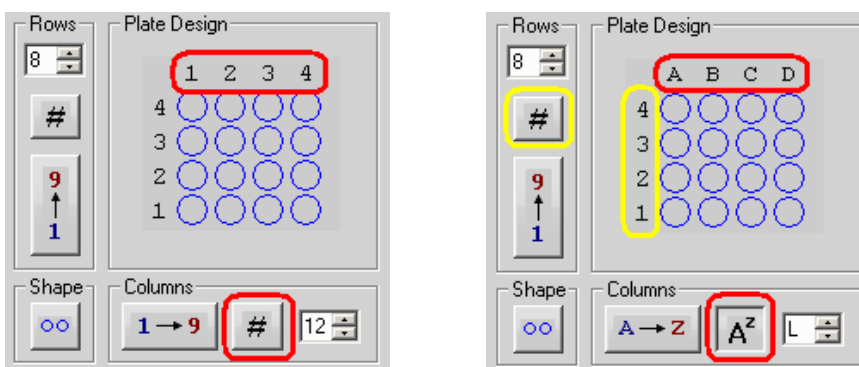 Rows
8
#
9
1
Plate Design
1 2 3 4
4
3
2
1
Shape
Columns
1 → 9
#
12
Rows
8
#
9
1
Plate Design
A B C D
4
3
2
1
Shape
Columns
A → Z
Aᶻ
L